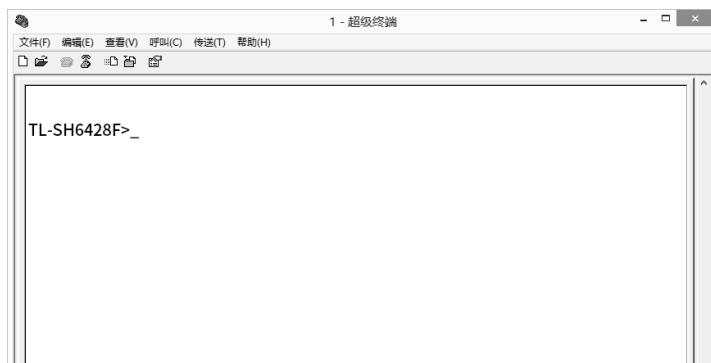 1 - 超级终端
文件(F) 编辑(E) 查看(V) 呼叫(C) 传送(T) 帮助(H)
TL-SH6428F>_